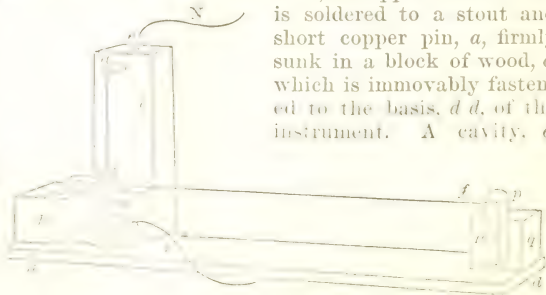 N
is soldered to a stout and
short copper pin, a, firmly
sunk in a block of wood,
which is immovably fasten-
ed to the basis, d d, of the
instrument. A cavity,
f p
r q
d